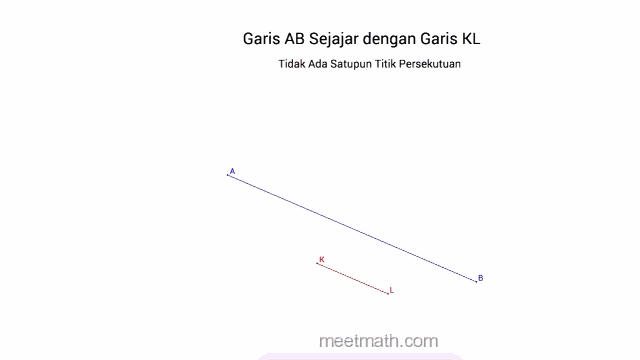 Garis AB Sejajar dengan Garis KL
Tidak Ada Satupun Titik Persekutuan
A
B
K
L
meetmath.com